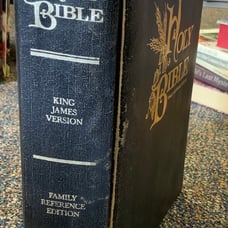 BIBLE
KING
JAMES
VERSION
FAMILY
REFERENCE
EDITION
HOLY
BIBLE